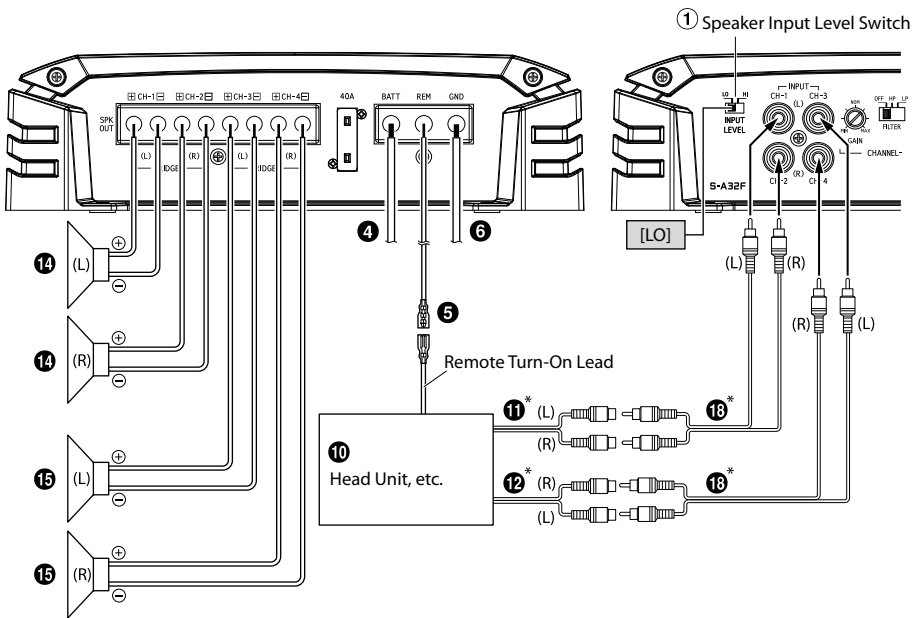 ① Speaker Input Level Switch
SPK OUT
⊞ CH-1 ⊟ ⊞ CH-2 ⊟ ⊞ CH-3 ⊟ ⊞ CH-4 ⊟
(L) (R) (L) (R)
40A
BATT REM GND
LO HI
INPUT LEVEL
INPUT
CH-1 (L) CH-3
CH-2 (R) CH-4
NOM
MIN MAX
GAIN
OFF HP LP
FILTER
CHANNEL-
S-A32F
[LO]
(L) (R)
(R) (L)
❹ ❻
❺
Remote Turn-On Lead
⓮ (L) ⊕ ⊖
⓮ (R) ⊕ ⊖
⓯ (L) ⊕ ⊖
⓯ (R) ⊕ ⊖
❿
Head Unit, etc.
⓫* (L) ⓲*
(R)
⓬* (R) ⓲*
(L)